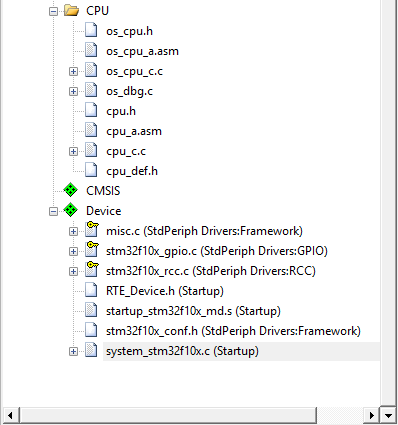 CPU
os_cpu.h
os_cpu_a.asm
os_cpu_c.c
os_dbg.c
cpu.h
cpu_a.asm
cpu_c.c
cpu_def.h
CMSIS
Device
misc.c (StdPeriph Drivers:Framework)
stm32f10x_gpio.c (StdPeriph Drivers:GPIO)
stm32f10x_rcc.c (StdPeriph Drivers:RCC)
RTE_Device.h (Startup)
startup_stm32f10x_md.s (Startup)
stm32f10x_conf.h (StdPeriph Drivers:Framework)
system_stm32f10x.c (Startup)